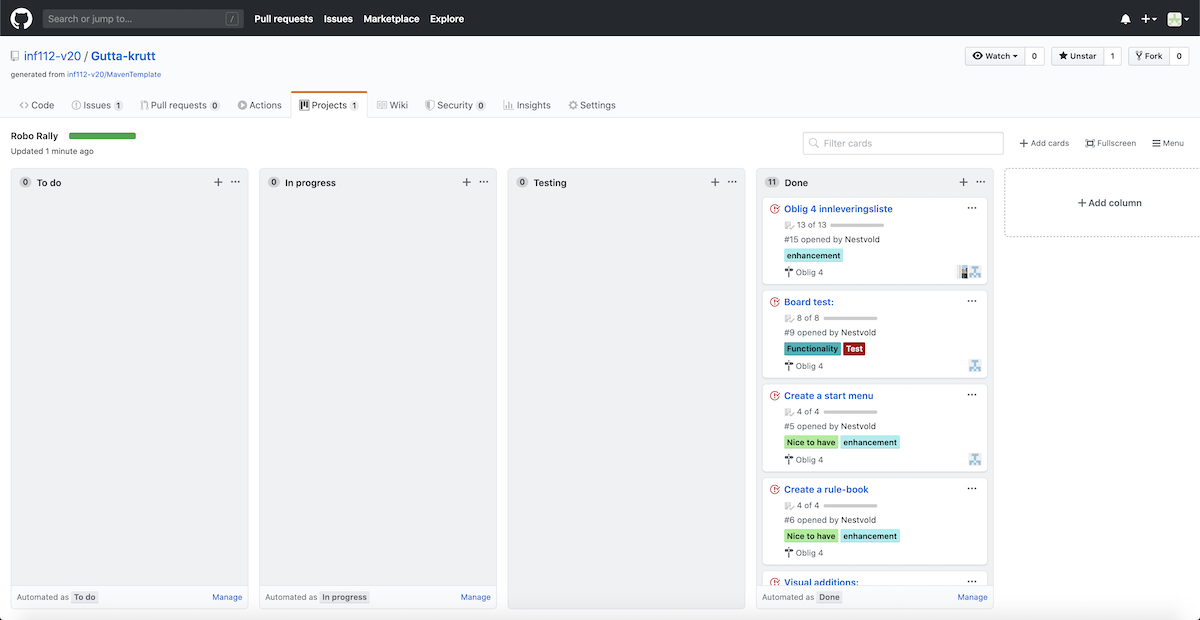 Search or jump to... /
Pull requests Issues Marketplace Explore
inf112-v20 / Gutta-krutt
generated from inf112-v20/MavenTemplate
Watch 0 Unstar 1 Fork 0
Code Issues 1 Pull requests 0 Actions Projects 1 Wiki Security 0 Insights Settings
Robo Rally
Updated 1 minute ago
Filter cards
Add cards Fullscreen Menu
0 To do
Automated as To do Manage
0 In progress
Automated as In progress Manage
0 Testing
11 Done
Oblig 4 innleveringsliste
13 of 13
#15 opened by Nestvold
enhancement
Oblig 4
Board test:
8 of 8
#9 opened by Nestvold
Functionality Test
Oblig 4
Create a start menu
4 of 4
#5 opened by Nestvold
Nice to have enhancement
Oblig 4
Create a rule-book
4 of 4
#6 opened by Nestvold
Nice to have enhancement
Oblig 4
Visual additions:
Automated as Done Manage
Add column